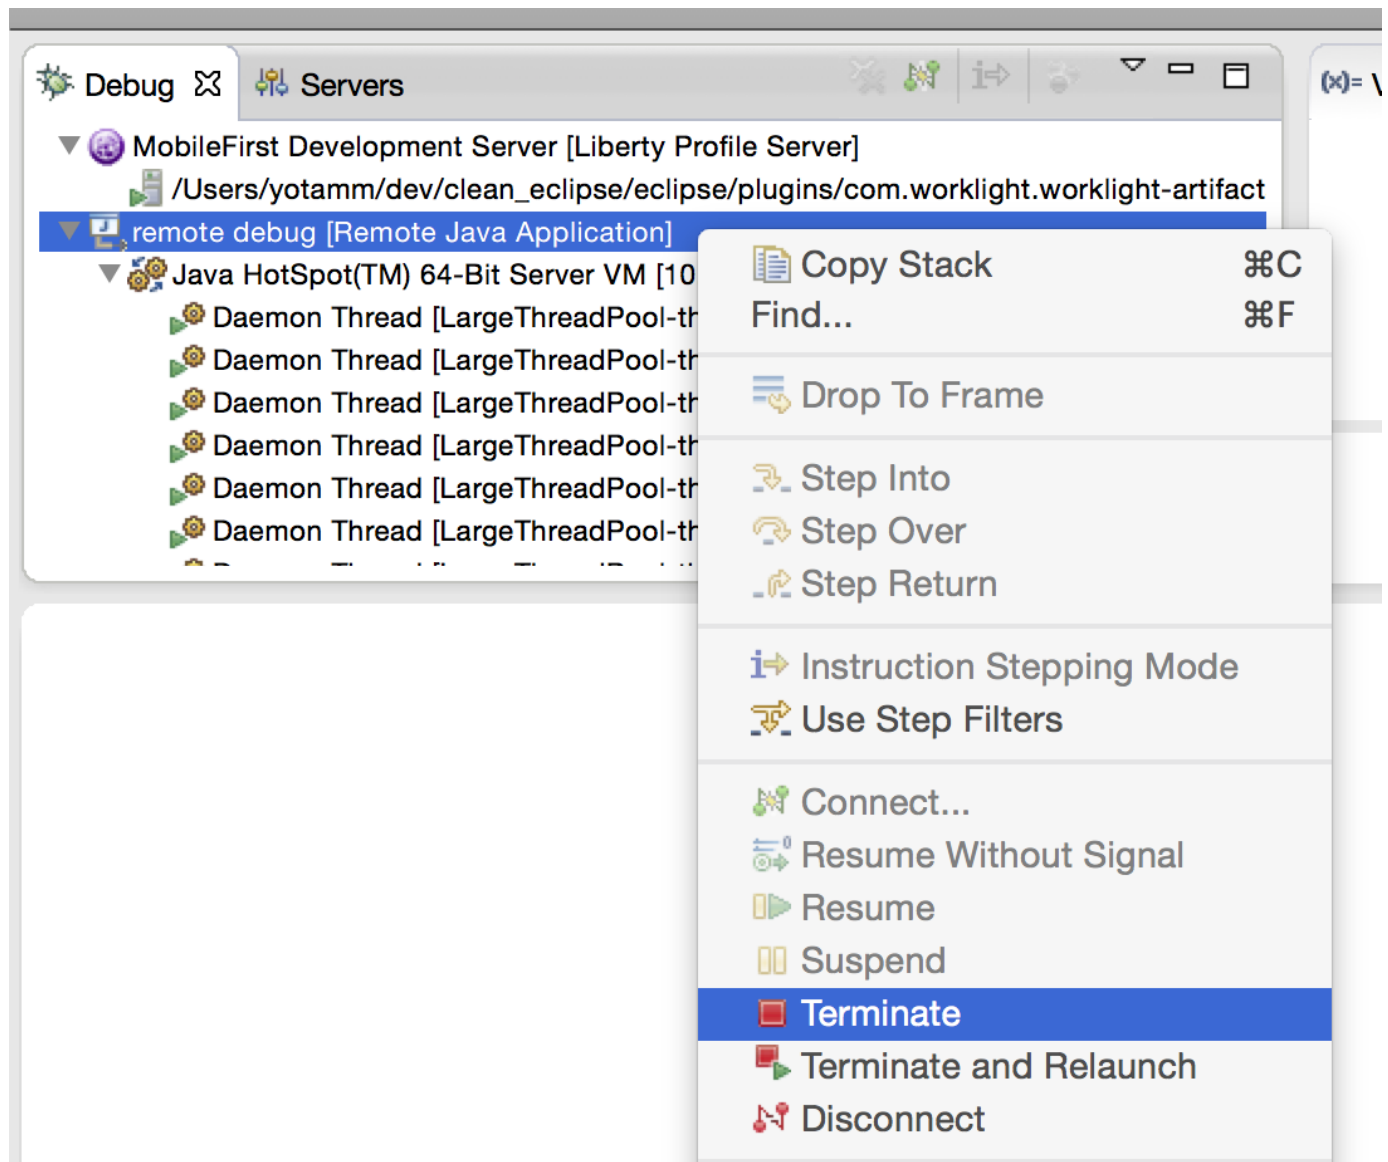 Debug Servers
(x)=
MobileFirst Development Server [Liberty Profile Server]
/Users/yotamm/dev/clean_eclipse/eclipse/plugins/com.worklight.worklight-artifact
remote debug [Remote Java Application]
Java HotSpot(TM) 64-Bit Server VM [10
Daemon Thread [LargeThreadPool-th
Daemon Thread [LargeThreadPool-th
Daemon Thread [LargeThreadPool-th
Daemon Thread [LargeThreadPool-th
Daemon Thread [LargeThreadPool-th
Daemon Thread [LargeThreadPool-th
Copy Stack ⌘C
Find... ⌘F
Drop To Frame
Step Into
Step Over
Step Return
Instruction Stepping Mode
Use Step Filters
Connect...
Resume Without Signal
Resume
Suspend
Terminate
Terminate and Relaunch
Disconnect